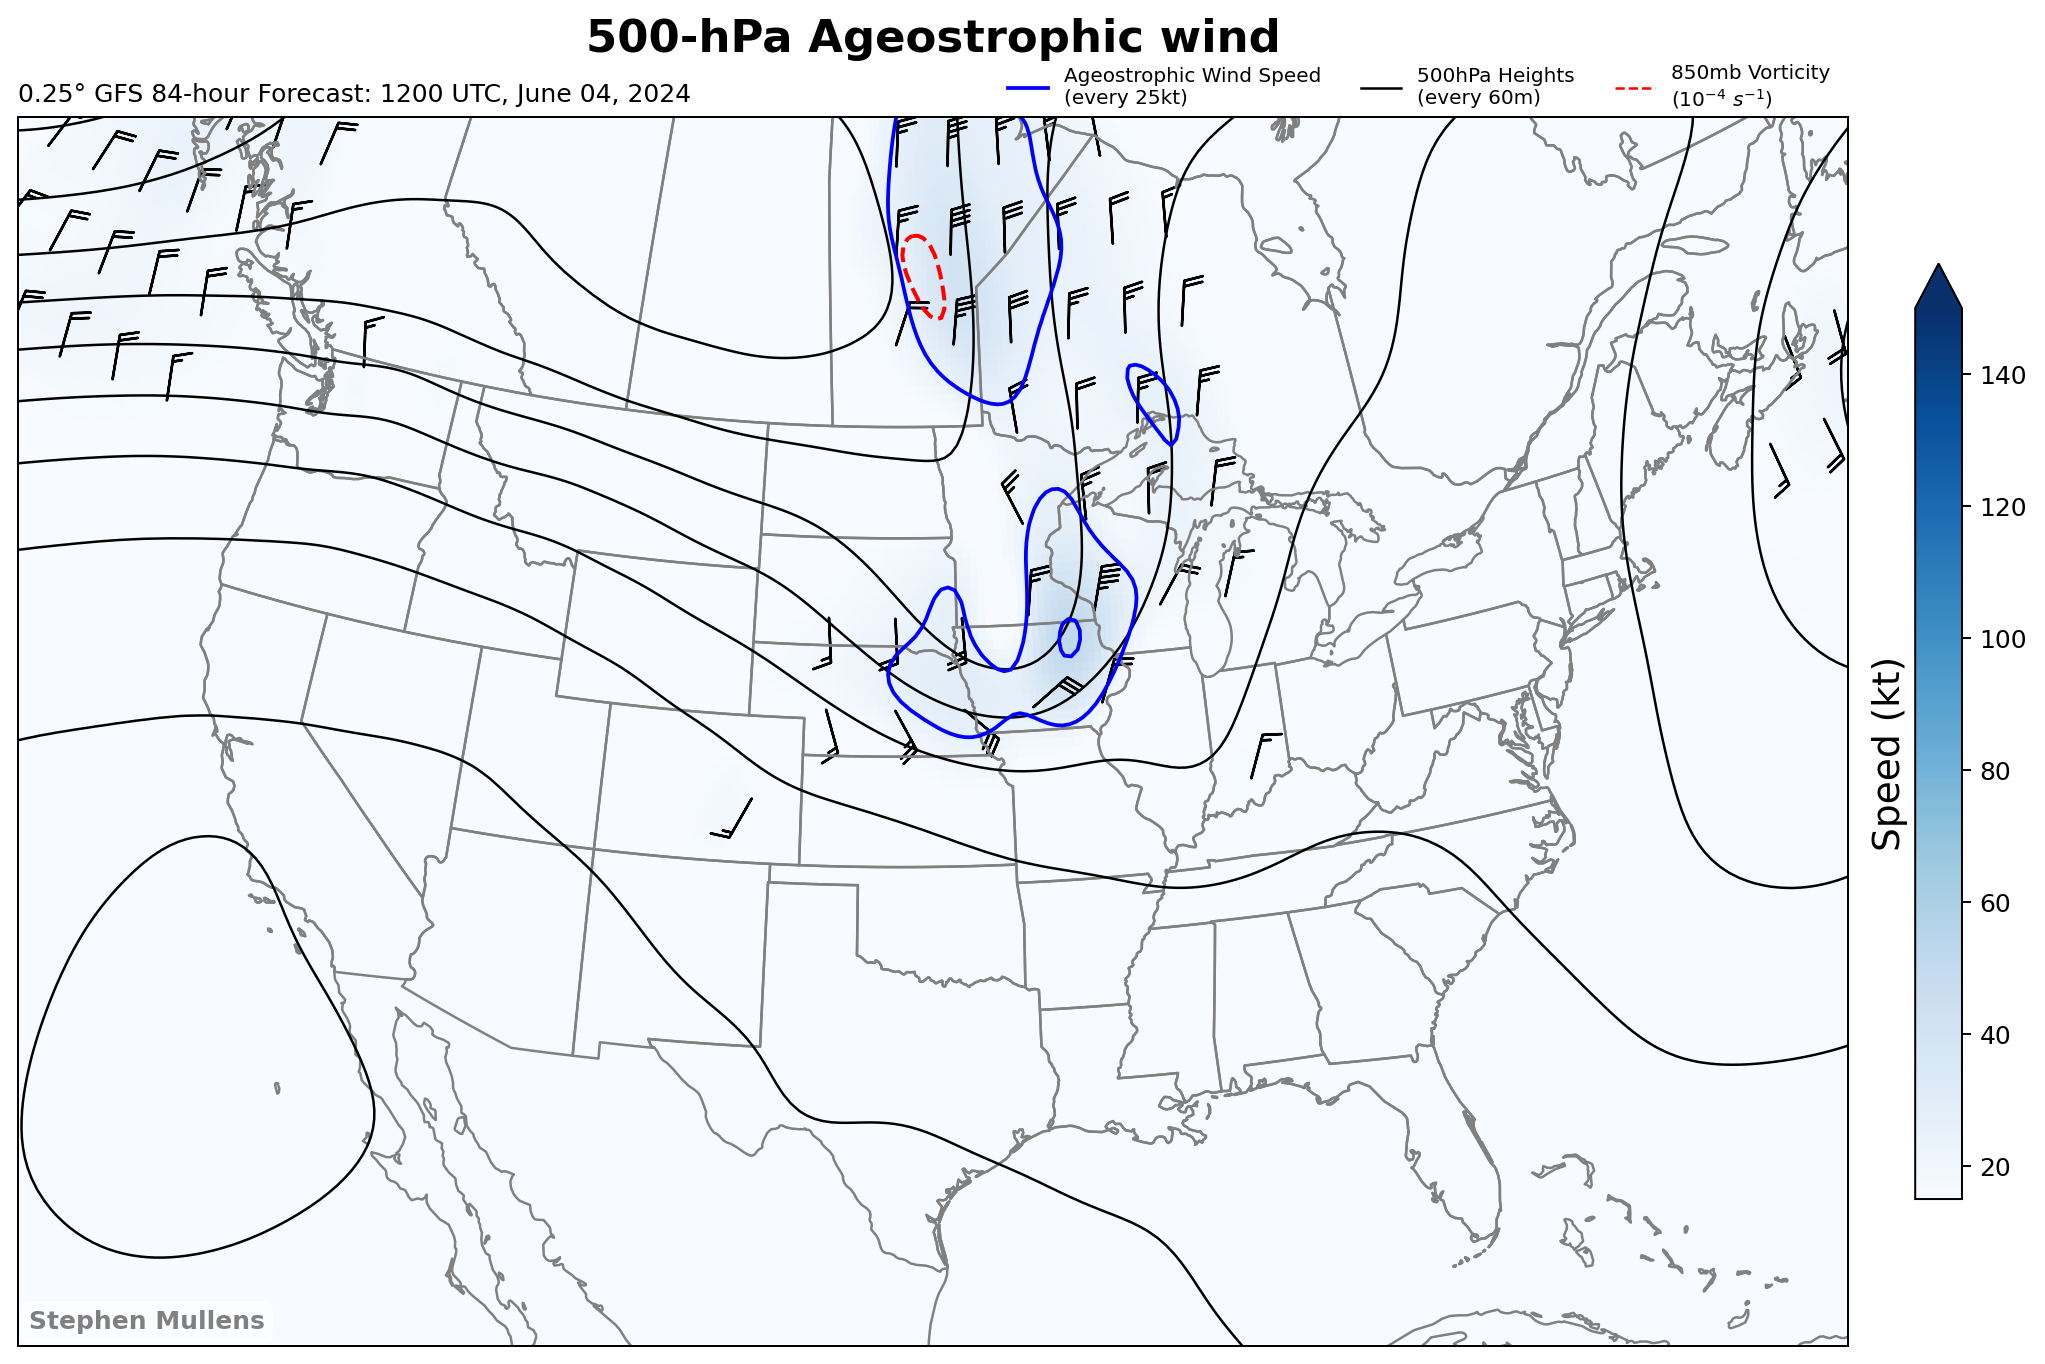 500-hPa Ageostrophic wind
0.25° GFS 84-hour Forecast: 1200 UTC, June 04, 2024
Ageostrophic Wind Speed
(every 25kt)
500hPa Heights
(every 60m)
850mb Vorticity
(10⁻⁴ s⁻¹)
140
120
100
80
60
40
20
Speed (kt)
Stephen Mullens